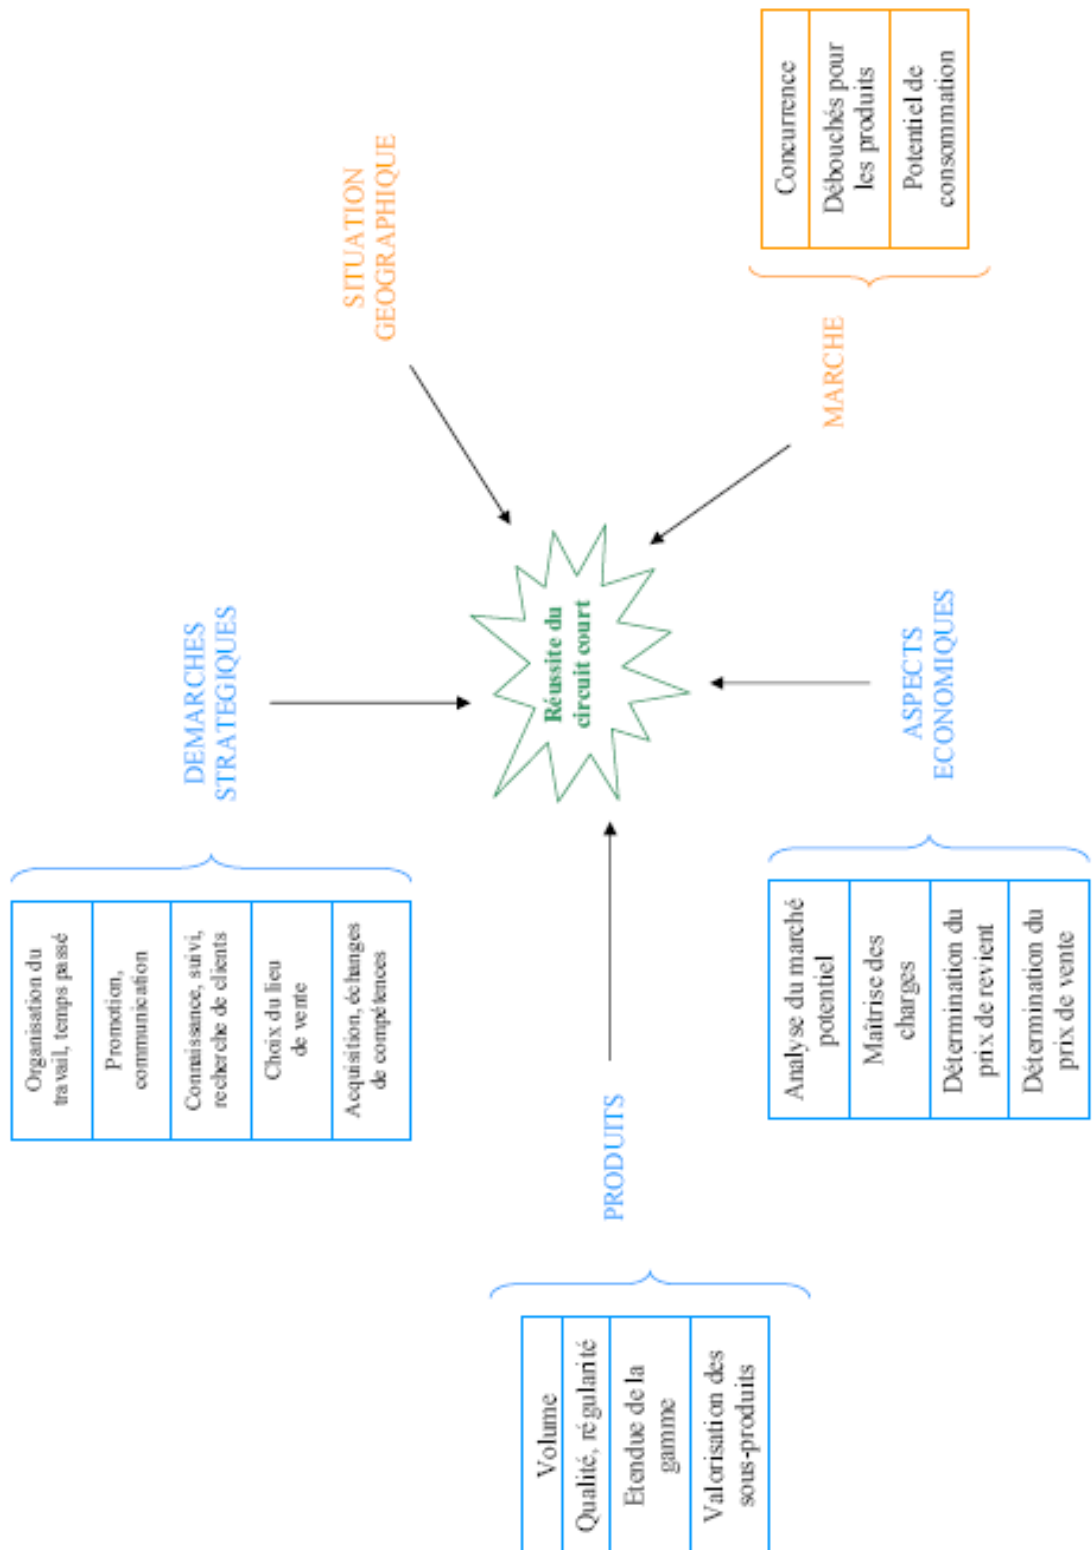 Organisation du
travail, temps passé
Promotion,
communication
Connaissance, suivi,
recherche de clients
Choix du lieu
de vente
Acquisition, échanges
de compétences
DEMARCHES
STRATEGIQUES
SITUATION
GEOGRAPHIQUE
Volume
Qualité, régularité
Etendue de la
gamme
Valorisation des
sous-produits
PRODUITS
Réussite du
circuit court
Analyse du marché
potentiel
Maîtrise des
charges
Détermination du
prix de revient
Détermination du
prix de vente
ASPECTS
ECONOMIQUES
MARCHE
Concurrence
Débouchés pour
les produits
Potentiel de
consommation